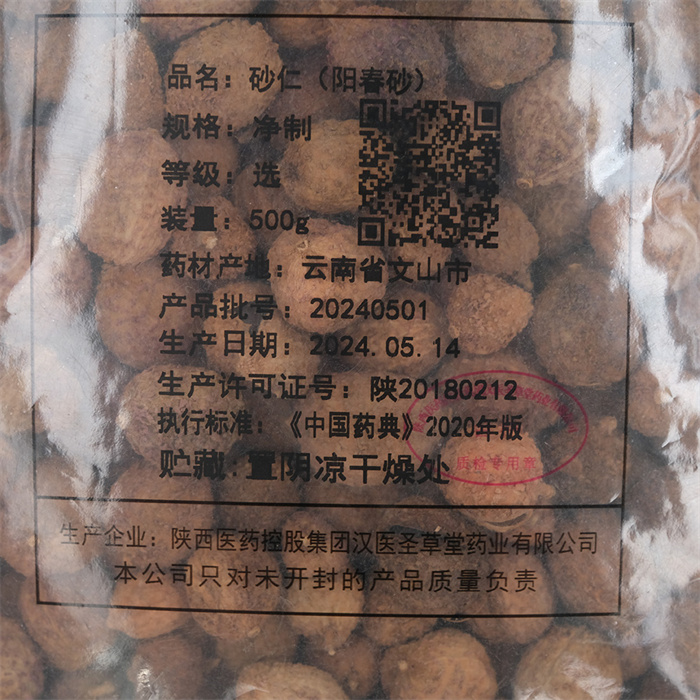 品名：砂仁（阳春砂）
规格：净制
等级：选
装量：500g
药材产地：云南省文山市
产品批号：20240501
生产日期：2024.05.14
生产许可证号：陕20180212
执行标准：《中国药典》2020年版
质检专用章
贮藏：置阴凉干燥处
生产企业：陕西医药控股集团汉医圣草堂药业有限公司
本公司只对未开封的产品质量负责